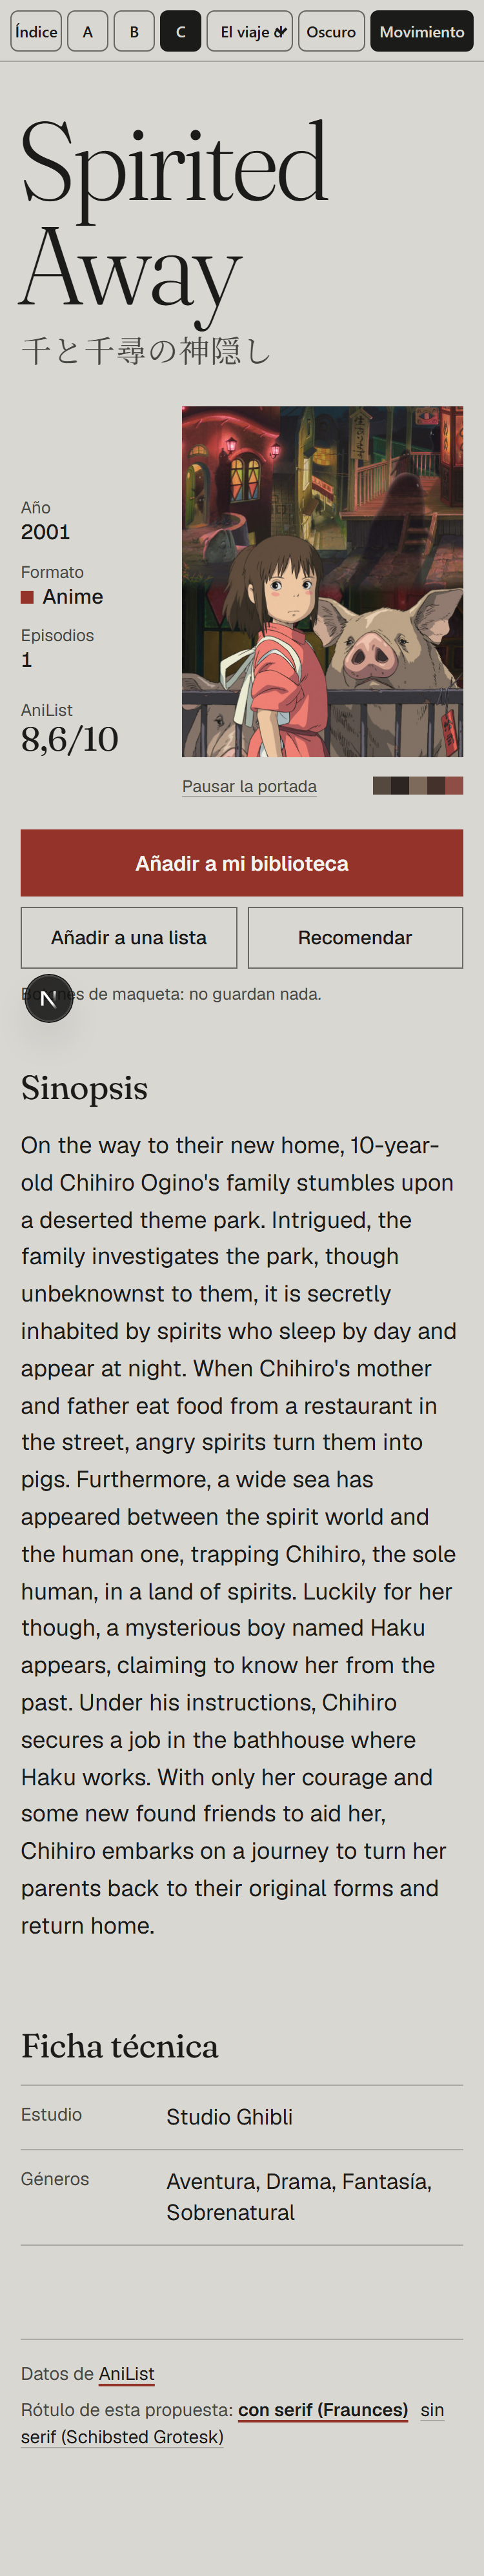 Índice A B C El viaje d Oscuro Movimiento
Spirited
Away
千と千尋の神隠し
Año
2001
Formato
Anime
Episodios
1
AniList
8,6/10
Pausar la portada
Añadir a mi biblioteca
Añadir a una lista Recomendar
N
de maqueta: no guardan nada.
Sinopsis
On the way to their new home, 10-year-
old Chihiro Ogino's family stumbles upon
a deserted theme park. Intrigued, the
family investigates the park, though
unbeknownst to them, it is secretly
inhabited by spirits who sleep by day and
appear at night. When Chihiro's mother
and father eat food from a restaurant in
the street, angry spirits turn them into
pigs. Furthermore, a wide sea has
appeared between the spirit world and
the human one, trapping Chihiro, the sole
human, in a land of spirits. Luckily for her
though, a mysterious boy named Haku
appears, claiming to know her from the
past. Under his instructions, Chihiro
secures a job in the bathhouse where
Haku works. With only her courage and
some new found friends to aid her,
Chihiro embarks on a journey to turn her
parents back to their original forms and
return home.
Ficha técnica
Estudio Studio Ghibli
Géneros Aventura, Drama, Fantasía,
Sobrenatural
Datos de AniList
Rótulo de esta propuesta: con serif (Fraunces) sin
serif (Schibsted Grotesk)